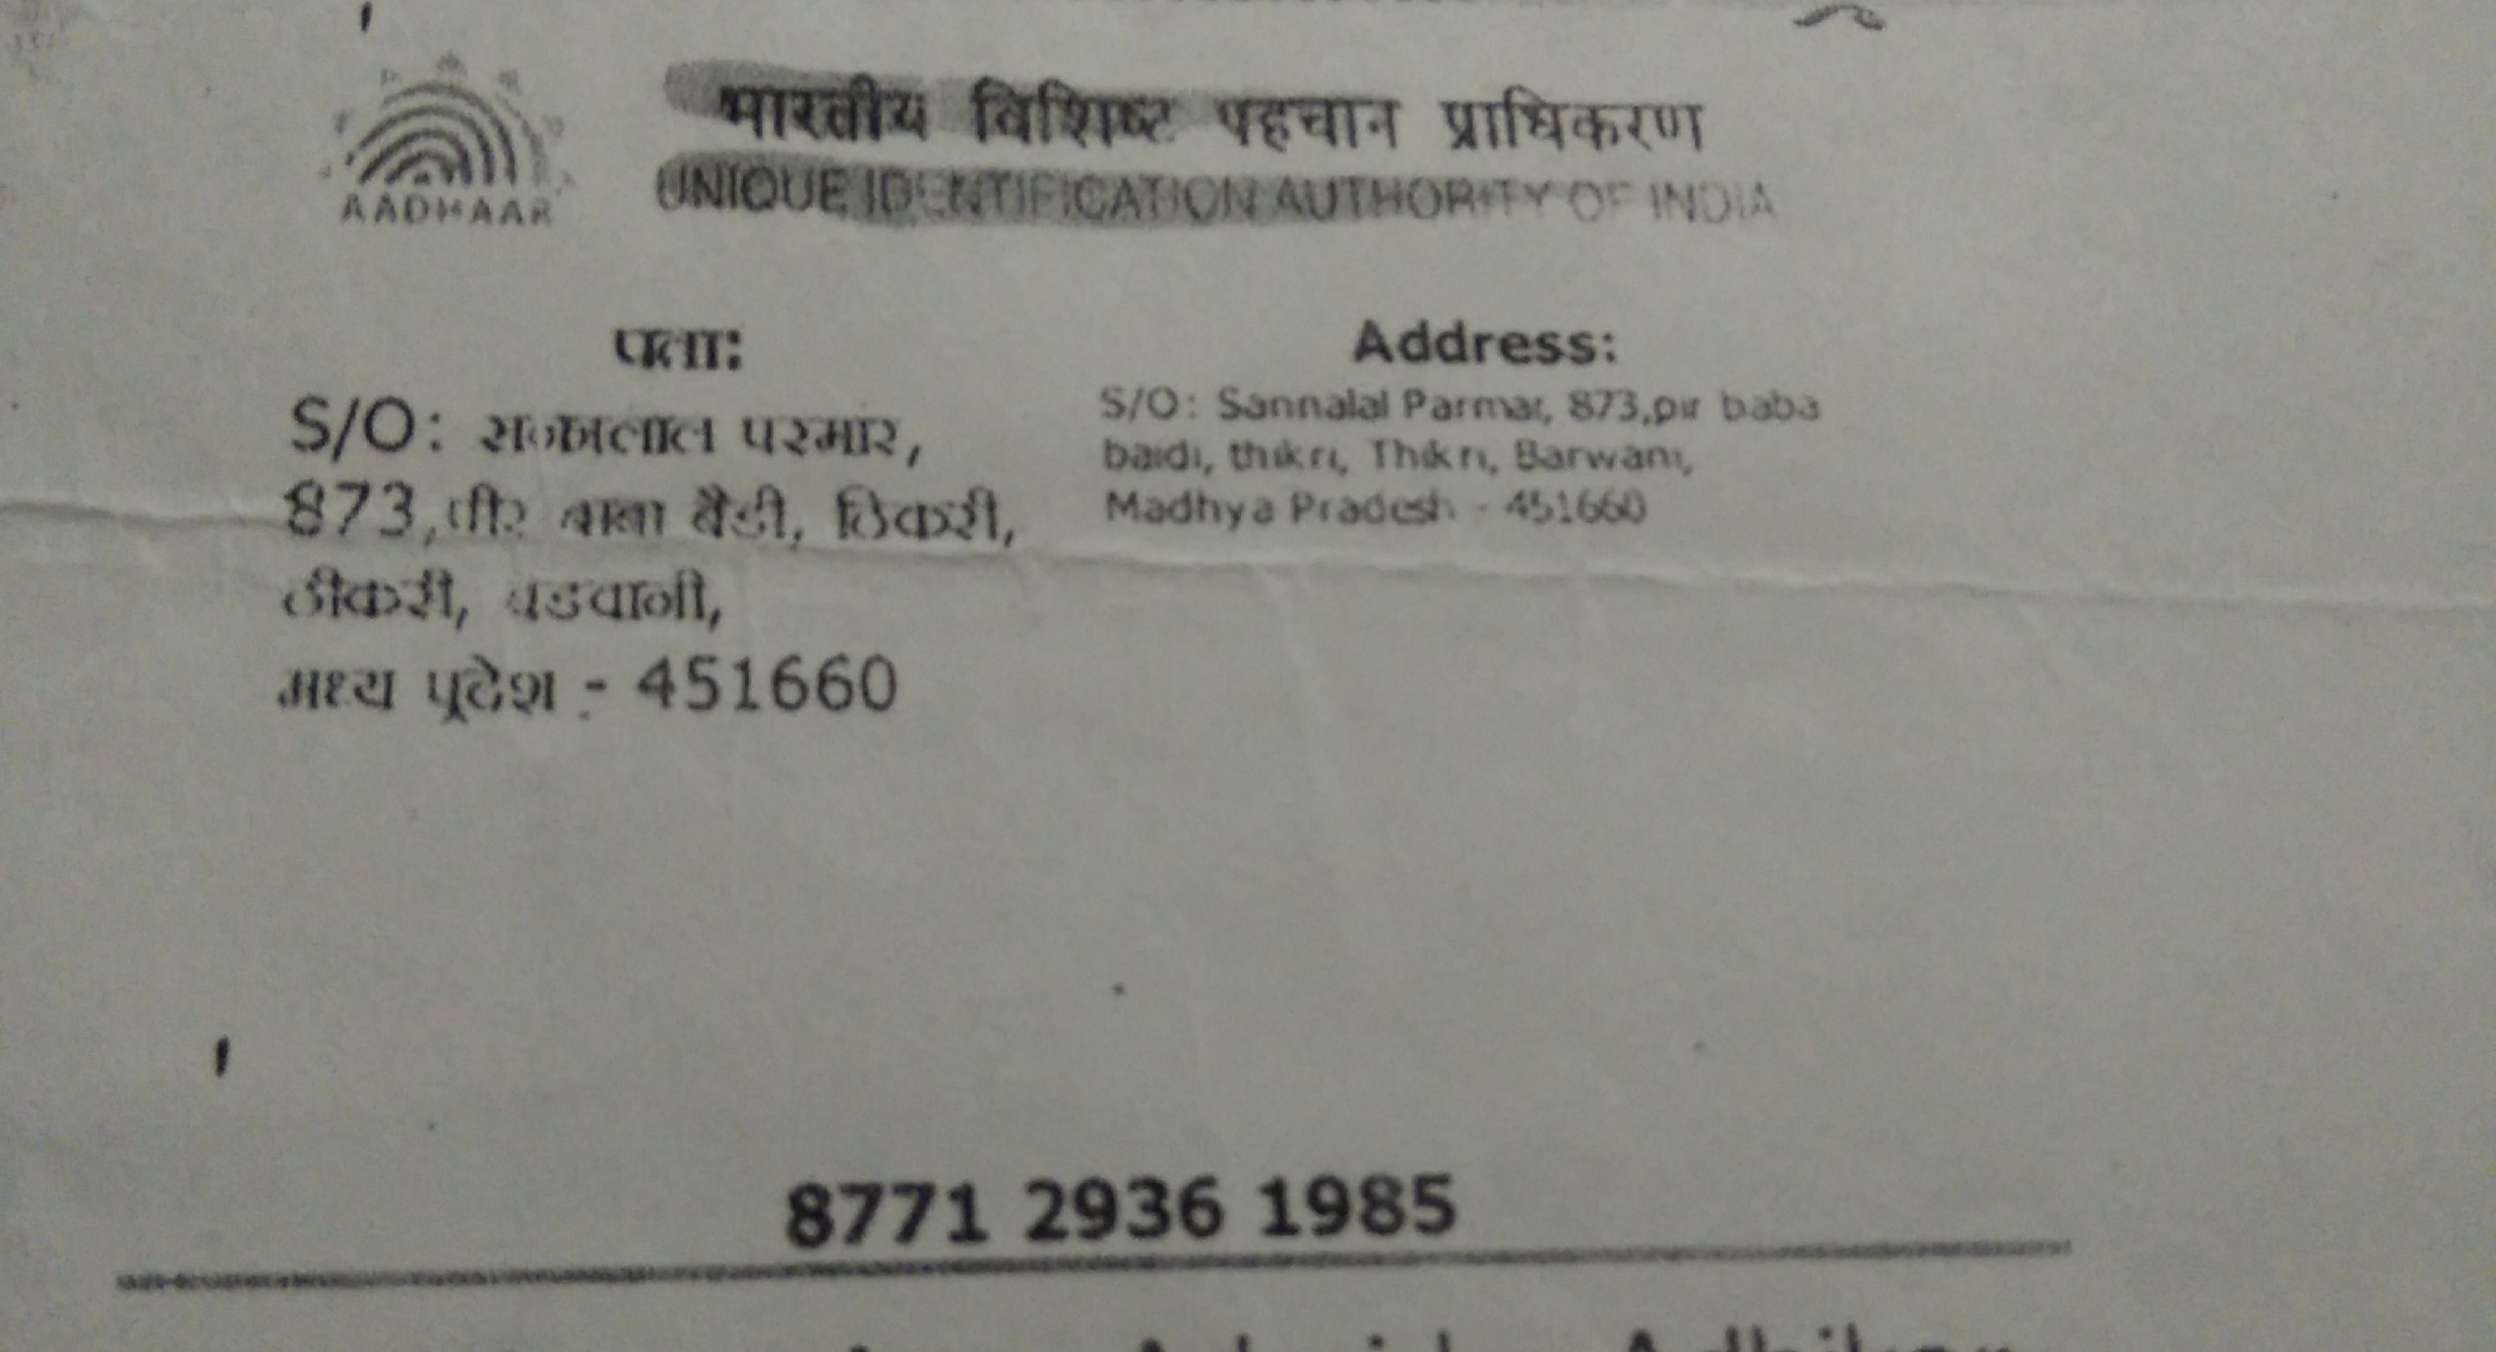 AADHAAR
भारतीय विशिष्ट पहचान प्राधिकरण
UNIQUE IDENTIFICATION AUTHORITY OF INDIA
पता:
S/O: लाल परमार,
873,पीर बाबा बैडी, ठिकरी,
ठीकरी, बडवानी,
मध्य प्रदेश - 451660
Address:
S/O: Sannalal Parmar, 873,pir baba
baidi, thikri, Thikri, Barwani,
Madhya Pradesh - 451660
8771 2936 1985